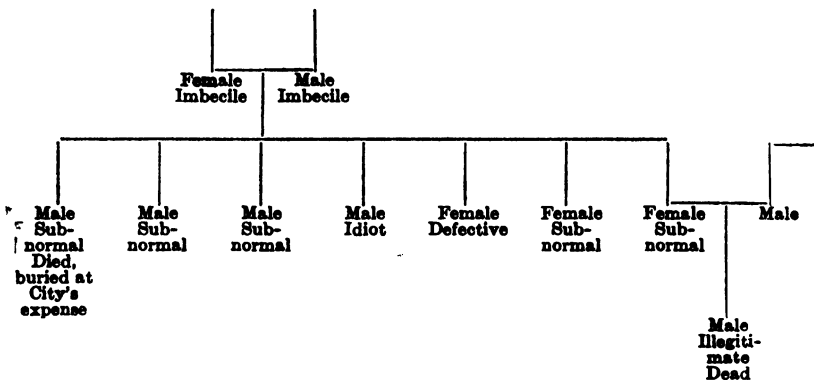 Female
Imbecile
Male
Imbecile
Male
Sub-
normal
Died,
buried at
City's
expense
Male
Sub-
normal
Male
Sub-
normal
Male
Idiot
Female
Defective
Female
Sub-
normal
Female
Sub-
normal
Male
Male
Illegiti-
mate
Dead